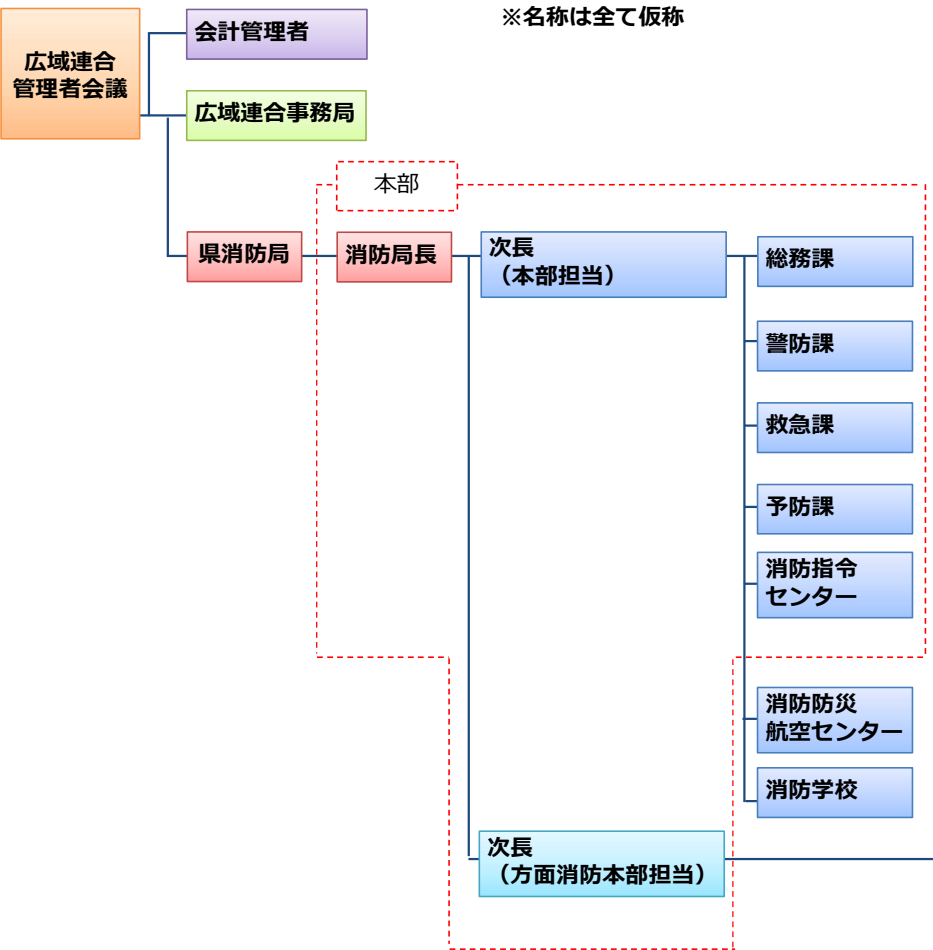 ※名称は全て仮称
広域連合
管理者会議
会計管理者
広域連合事務局
本部
県消防局
消防局長
次長
（本部担当）
総務課
警防課
救急課
予防課
消防指令
センター
消防防災
航空センター
消防学校
次長
（方面消防本部担当）